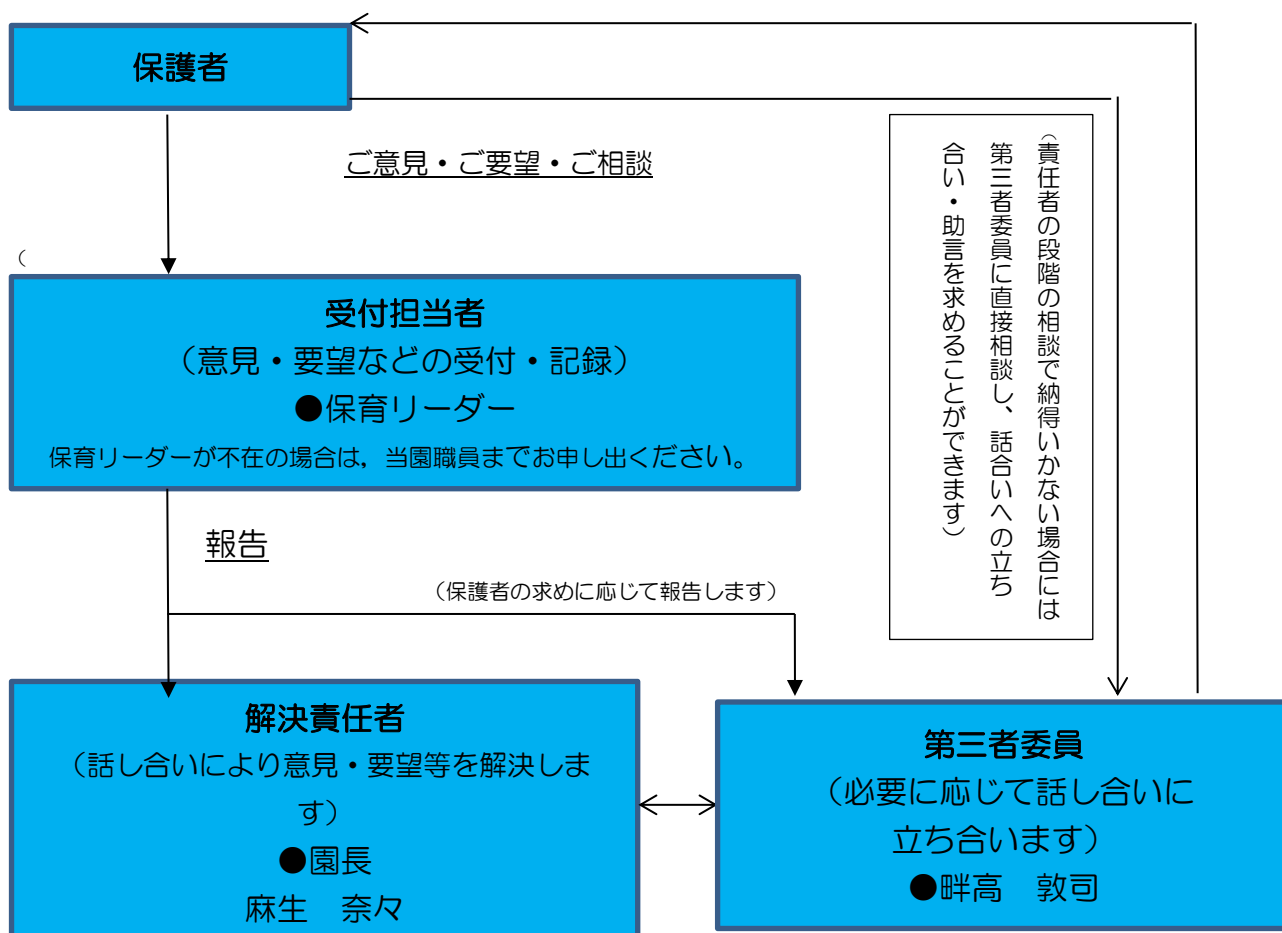 保護者
ご意見・ご要望・ご相談
（責任者の段階の相談で納得いかない場合には
第三者委員に直接相談し、話合いへの立ち
合い・助言を求めることができます）
（
受付担当者
（意見・要望などの受付・記録）
●保育リーダー
保育リーダーが不在の場合は，当園職員までお申し出ください。
報告
（保護者の求めに応じて報告します）
解決責任者
（話し合いにより意見・要望等を解決しま
す）
●園長
麻生　奈々
第三者委員
（必要に応じて話し合いに
立ち合います）
●畔高　敦司